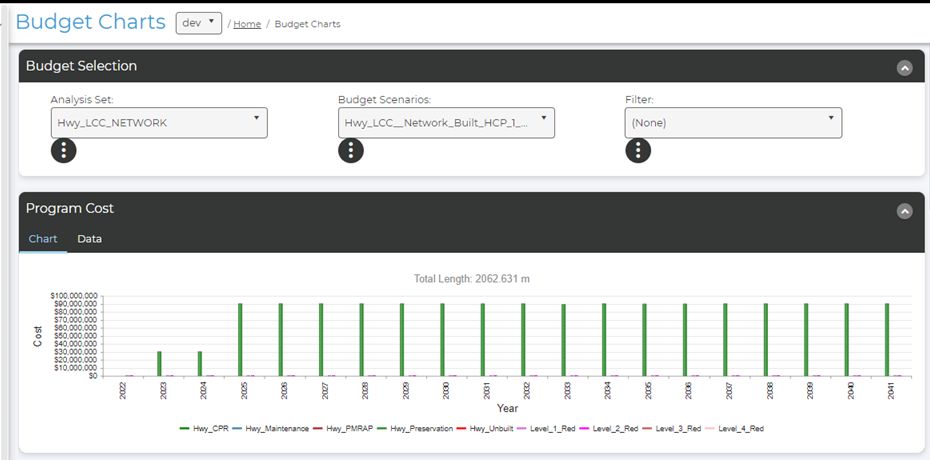 Budget Charts dev / Home / Budget Charts
Budget Selection
Analysis Set: Budget Scenarios: Filter:
Hwy_LCC_NETWORK Hwy_LCC__Network_Built_HCP_1_... (None)
Program Cost
Chart Data
Total Length: 2062.631 m
$100,000,000
$90,000,000
$80,000,000
$70,000,000
$60,000,000
$50,000,000
$40,000,000
$30,000,000
$20,000,000
$10,000,000
$0
Cost
2022 2023 2024 2025 2026 2027 2028 2029 2030 2031 2032 2033 2034 2035 2036 2037 2038 2039 2040 2041
Year
Hwy_CPR Hwy_Maintenance Hwy_PMRAP Hwy_Preservation Hwy_Unbuilt Level_1_Red Level_2_Red Level_3_Red Level_4_Red